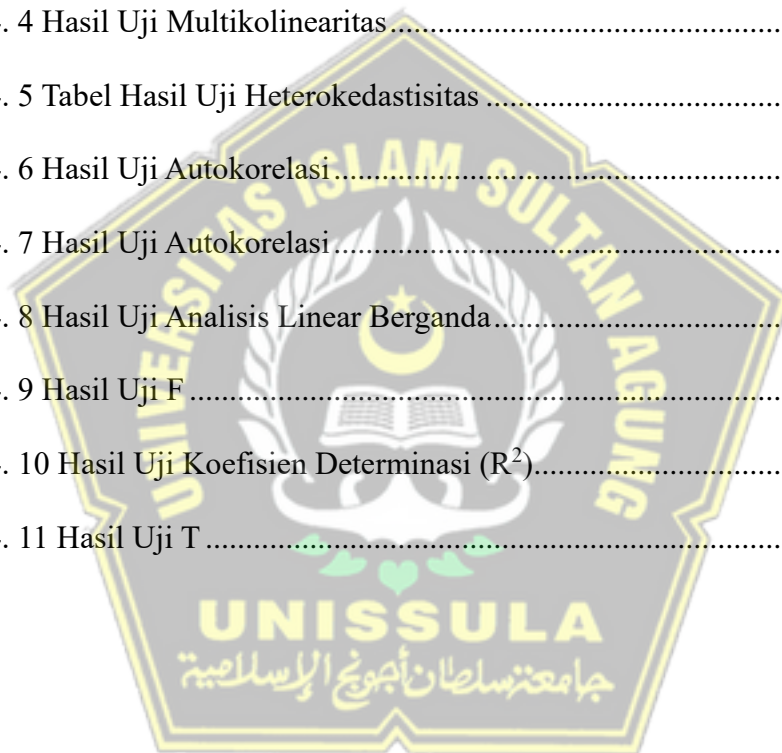 . 4 Hasil Uji Multikolinearitas........................................................
. 5 Tabel Hasil Uji Heterokedastisitas ...........................................
. 6 Hasil Uji Autokorelasi...............................................................
. 7 Hasil Uji Autokorelasi...............................................................
. 8 Hasil Uji Analisis Linear Berganda..........................................
. 9 Hasil Uji F .................................................................................
. 10 Hasil Uji Koefisien Determinasi (R²).....................................
. 11 Hasil Uji T ...............................................................................
UNIVERSITAS ISLAM SULTAN AGUNG
UNISSULA
جامعتنسلطان أجونج الإسلامية